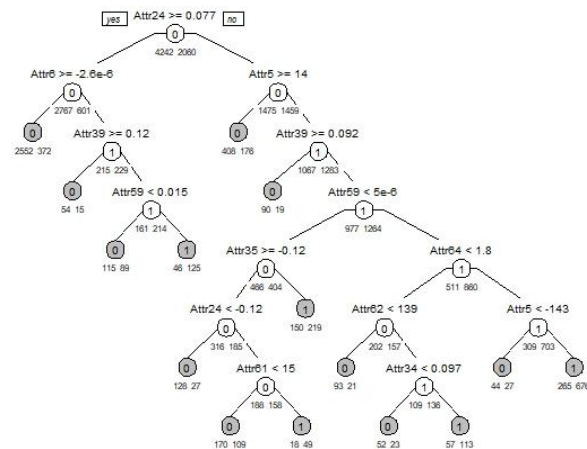 yes Attr24 >= 0.077 no
0
4242 2060
Attr6 >= -2.6e-6 Attr5 >= 14
0 0
2767 601 1475 1459
Attr39 >= 0.12 Attr39 >= 0.092
0 1 0 1
2552 372 215 229 408 176 1067 1283
Attr59 < 0.015 Attr59 < 5e-6
0 1 0 1
54 15 161 214 90 19 977 1264
Attr35 >= -0.12 Attr64 < 1.8
0 1 0 1
115 89 46 125 466 404 511 860
Attr24 < -0.12 Attr62 < 139 Attr5 < -143
0 1 0 1
316 185 150 219 202 157 309 703
Attr61 < 15 Attr34 < 0.097
0 0 0 1 0 1
128 27 188 158 93 21 109 136 44 27 265 676
0 1 0 1
170 109 18 49 52 23 57 113